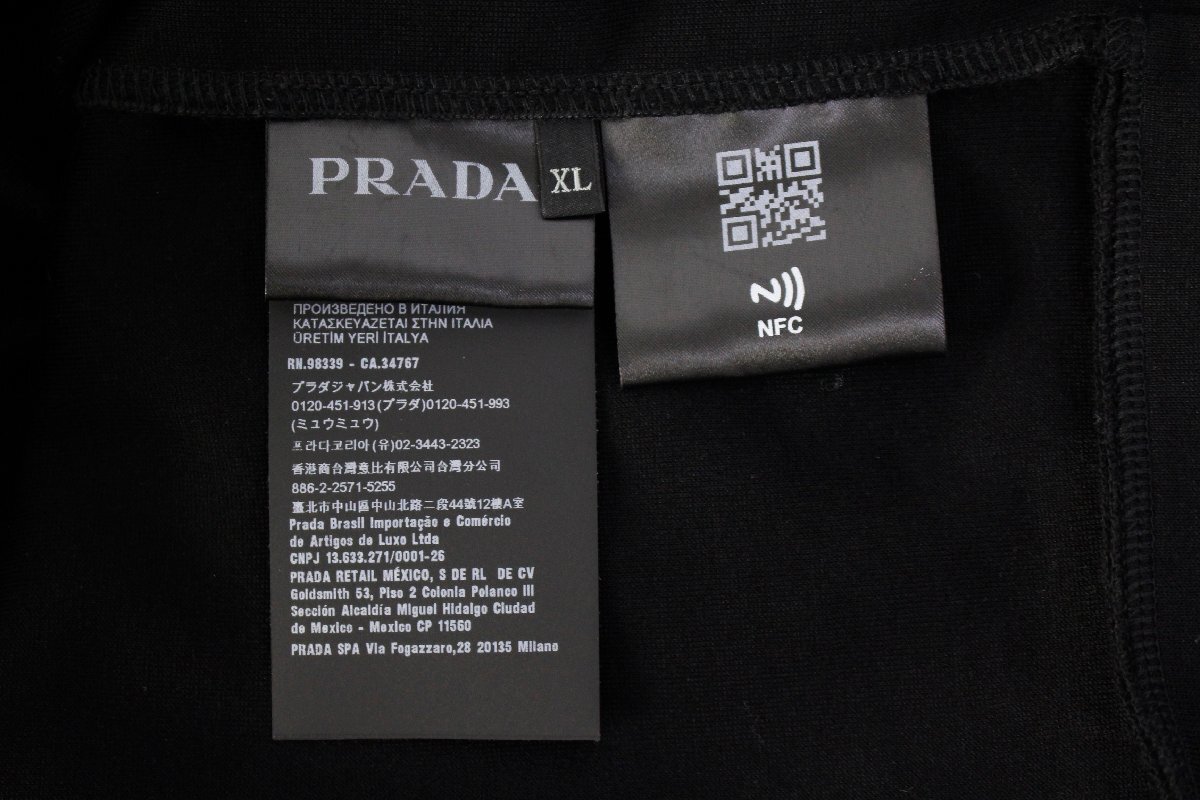 PRADA
XL
NFC
ПРОИЗВЕДЕНО В ИТАЛИЯ
ΚΑΤΑΣΚΕΥΑΖΕΤΑΙ ΣΤΗΝ ΙΤΑΛΙΑ
ÜRETİM YERİ İTALYA
RN.98339 - CA.34767
プラダジャパン株式会社
0120-451-913(プラダ)0120-451-993
(ミュウミュウ)
프라다코리아(유)02-3443-2323
香港商台灣意比有限公司台灣分公司
886-2-2571-5255
臺北市中山區中山北路二段44號12樓A室
Prada Brasil Importação e Comércio
de Artigos de Luxo Ltda
CNPJ 13.633.271/0001-26
PRADA RETAIL MÉXICO, S DE RL DE CV
Goldsmith 53, Piso 2 Colonia Polanco III
Sección Alcaldía Miguel Hidalgo Ciudad
de Mexico - Mexico CP 11560
PRADA SPA Via Fogazzaro,28 20135 Milano